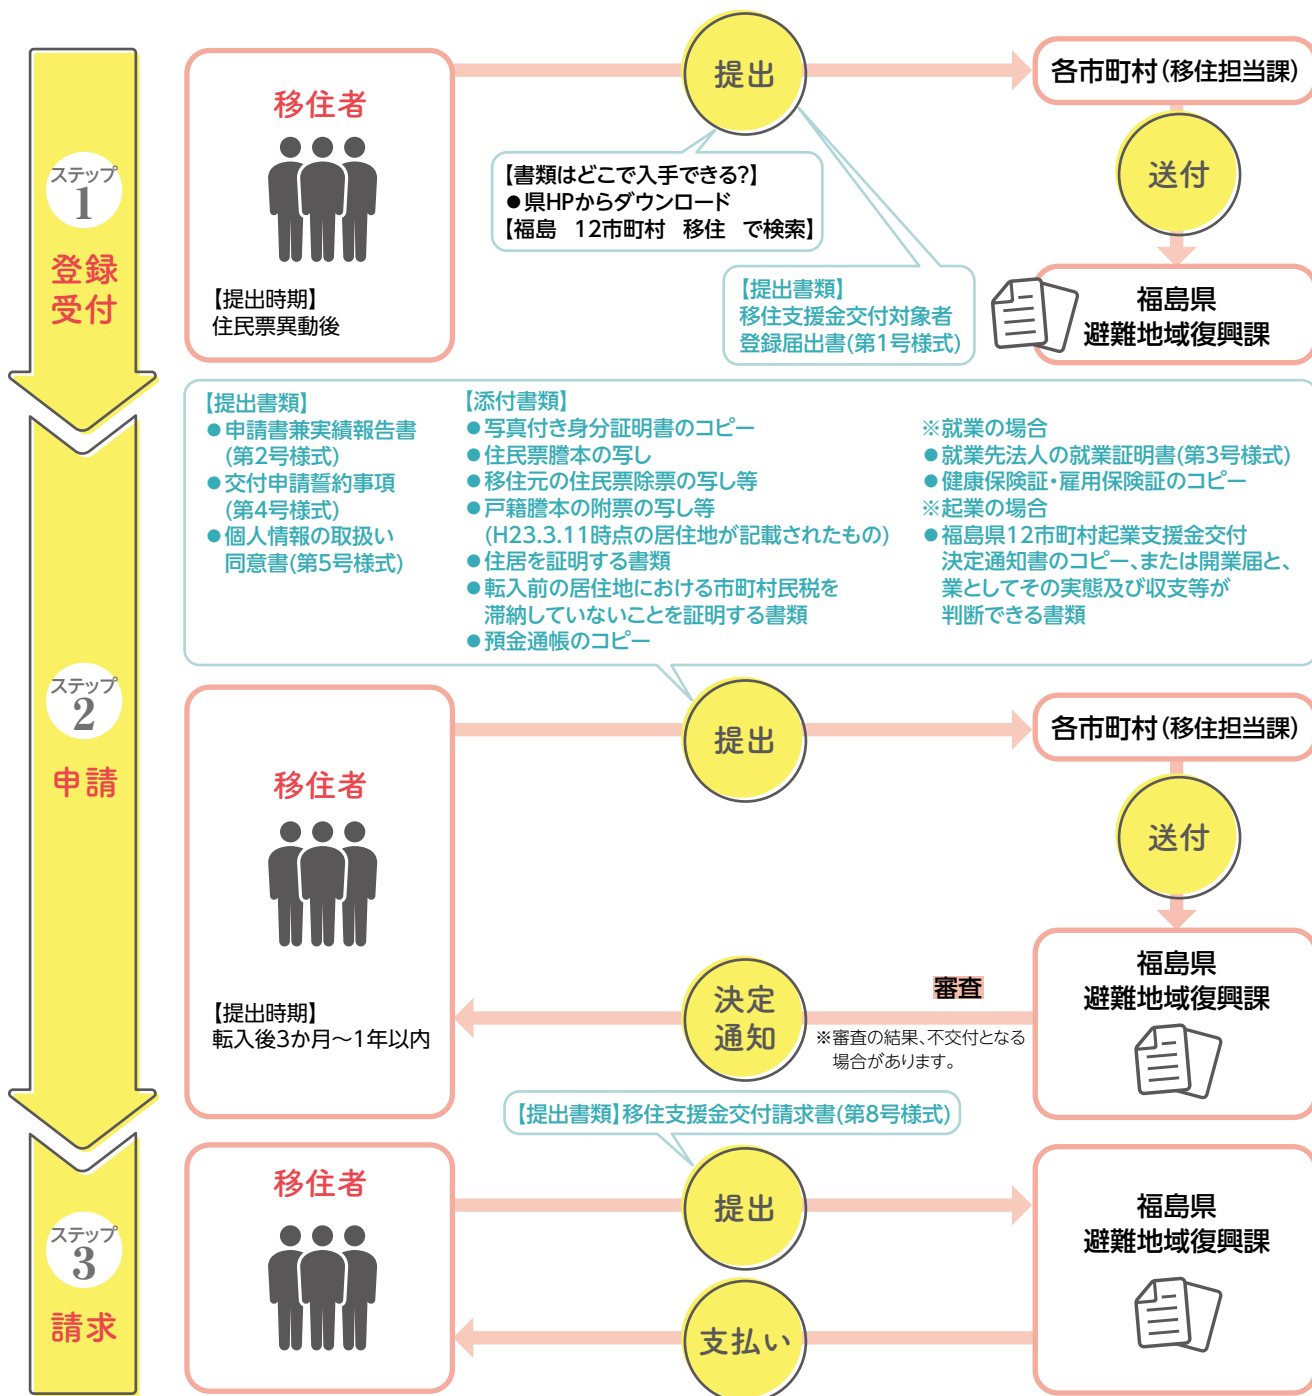 ステップ
1
登録
受付
移住者
【提出時期】
住民票異動後
提出
各市町村（移住担当課）
【書類はどこで入手できる?】
●県HPからダウンロード
【福島　12市町村　移住　で検索】
【提出書類】
移住支援金交付対象者
登録届出書(第1号様式)
送付
福島県
避難地域復興課
ステップ
2
申請
【提出書類】
●申請書兼実績報告書
(第2号様式)
●交付申請誓約事項
(第4号様式)
●個人情報の取扱い
同意書(第5号様式)
【添付書類】
●写真付き身分証明書のコピー
●住民票謄本の写し
●移住元の住民票除票の写し等
●戸籍謄本の附票の写し等
(H23.3.11時点の居住地が記載されたもの)
●住居を証明する書類
●転入前の居住地における市町村民税を
滞納していないことを証明する書類
●預金通帳のコピー
※就業の場合
●就業先法人の就業証明書(第3号様式)
●健康保険証・雇用保険証のコピー
※起業の場合
●福島県12市町村起業支援金交付
決定通知書のコピー、または開業届と、
業としてその実態及び収支等が
判断できる書類
移住者
【提出時期】
転入後3か月～1年以内
提出
各市町村（移住担当課）
送付
福島県
避難地域復興課
審査
※審査の結果、不交付となる
場合があります。
決定
通知
ステップ
3
請求
【提出書類】移住支援金交付請求書(第8号様式)
移住者
提出
福島県
避難地域復興課
支払い